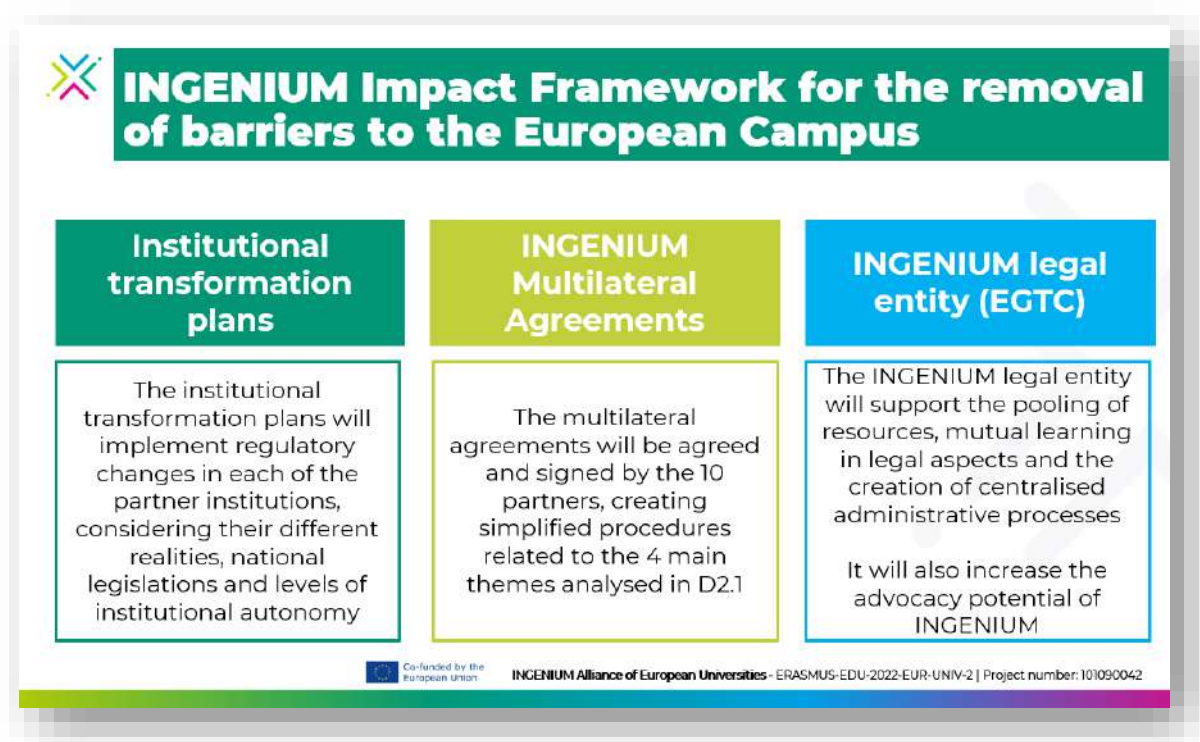 INGENIUM Impact Framework for the removal
of barriers to the European Campus
Institutional
transformation
plans
The institutional
transformation plans will
implement regulatory
changes in each of the
partner institutions,
considering their different
realities, national
legislations and levels of
institutional autonomy
INGENIUM
Multilateral
Agreements
The multilateral
agreements will be agreed
and signed by the 10
partners, creating
simplified procedures
related to the 4 main
themes analysed in D2.1
INGENIUM legal
entity (EGTC)
The INGENIUM legal entity
will support the pooling of
resources, mutual learning
in legal aspects and the
creation of centralised
administrative processes
It will also increase the
advocacy potential of
INGENIUM
Co-funded by the
European Union
INGENIUM Alliance of European Universities - ERASMUS-EDU-2022-EUR-UNIV-2 | Project number: 101090042